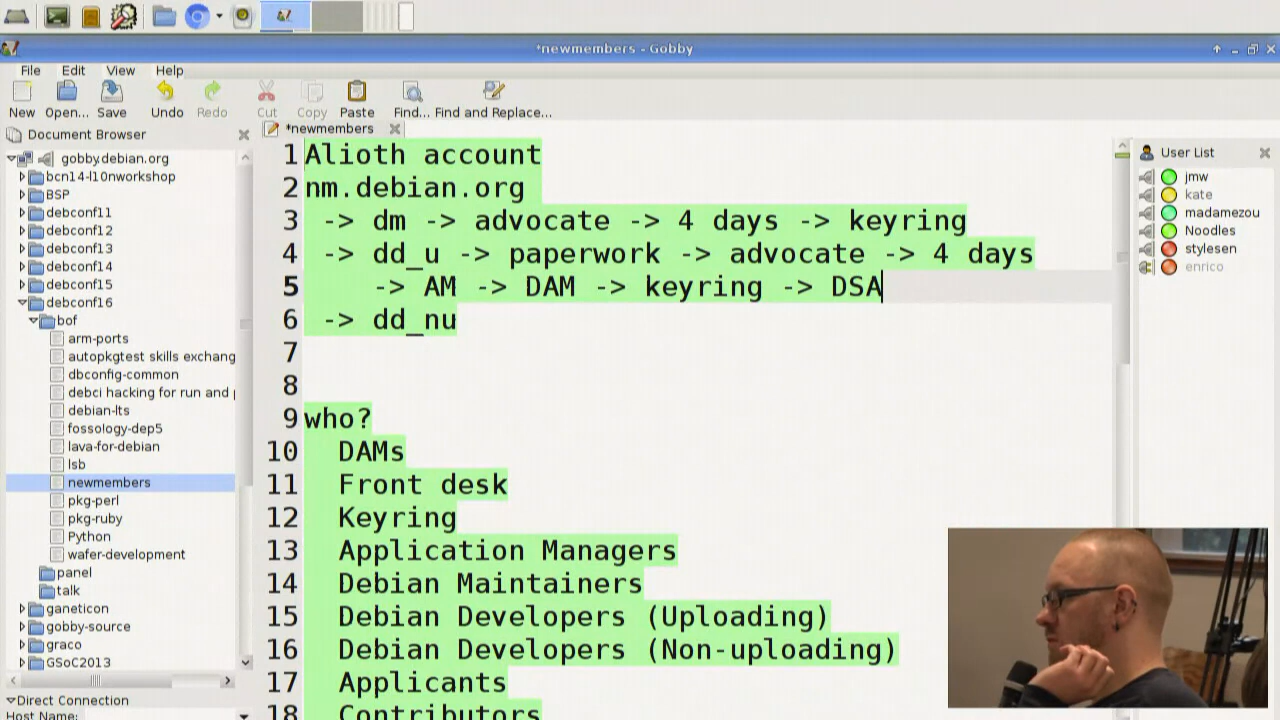 *newmembers - Gobby
File Edit View Help
New Open... Save Undo Redo Cut Copy Paste Find... Find and Replace...
Document Browser
*newmembers
gobby.debian.org
bcn14-l10nworkshop
BSP
debconf11
debconf12
debconf13
debconf14
debconf15
debconf16
bof
arm-ports
autopkgtest skills exchang
dbconfig-common
debci hacking for run and
debian-lts
fossology-dep5
lava-for-debian
lsb
newmembers
pkg-perl
pkg-ruby
Python
wafer-development
panel
talk
ganeticon
gobby-source
graco
GSoC2013
Direct Connection
Host Name:
1 Alioth account
2 nm.debian.org
3 -> dm -> advocate -> 4 days -> keyring
4 -> dd_u -> paperwork -> advocate -> 4 days
5 -> AM -> DAM -> keyring -> DSA
6 -> dd_nu
7
8
9 who?
10 DAMs
11 Front desk
12 Keyring
13 Application Managers
14 Debian Maintainers
15 Debian Developers (Uploading)
16 Debian Developers (Non-uploading)
17 Applicants
18 Contributors
User List
jmw
kate
madamezou
Noodles
stylesen
enrico